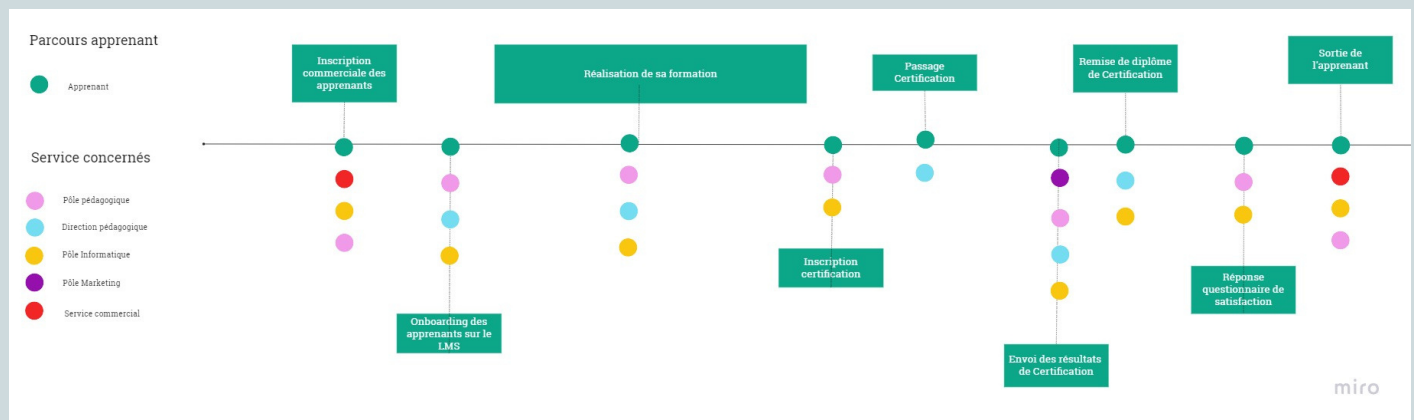 Parcours apprenant
Apprenant
Service concernés
Pôle pédagogique
Direction pédagogique
Pôle Informatique
Pôle Marketing
Service commercial
Inscription
commerciale des
apprenants
Onboarding des
apprenants sur le
LMS
Réalisation de sa formation
Inscription
certification
Passage
Certification
Envoi des résultats
de Certification
Remise de diplôme
de Certification
Réponse
questionnaire de
satisfaction
Sortie de
l'apprenant
miro